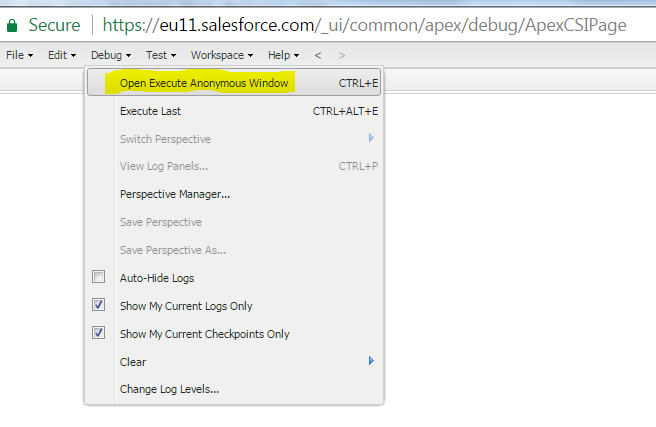 Secure https://eu11.salesforce.com/_ui/common/apex/debug/ApexCSIPage
File Edit Debug Test Workspace Help < >
Open Execute Anonymous Window CTRL+E
Execute Last CTRL+ALT+E
Switch Perspective
View Log Panels... CTRL+P
Perspective Manager...
Save Perspective
Save Perspective As...
Auto-Hide Logs
Show My Current Logs Only
Show My Current Checkpoints Only
Clear
Change Log Levels...